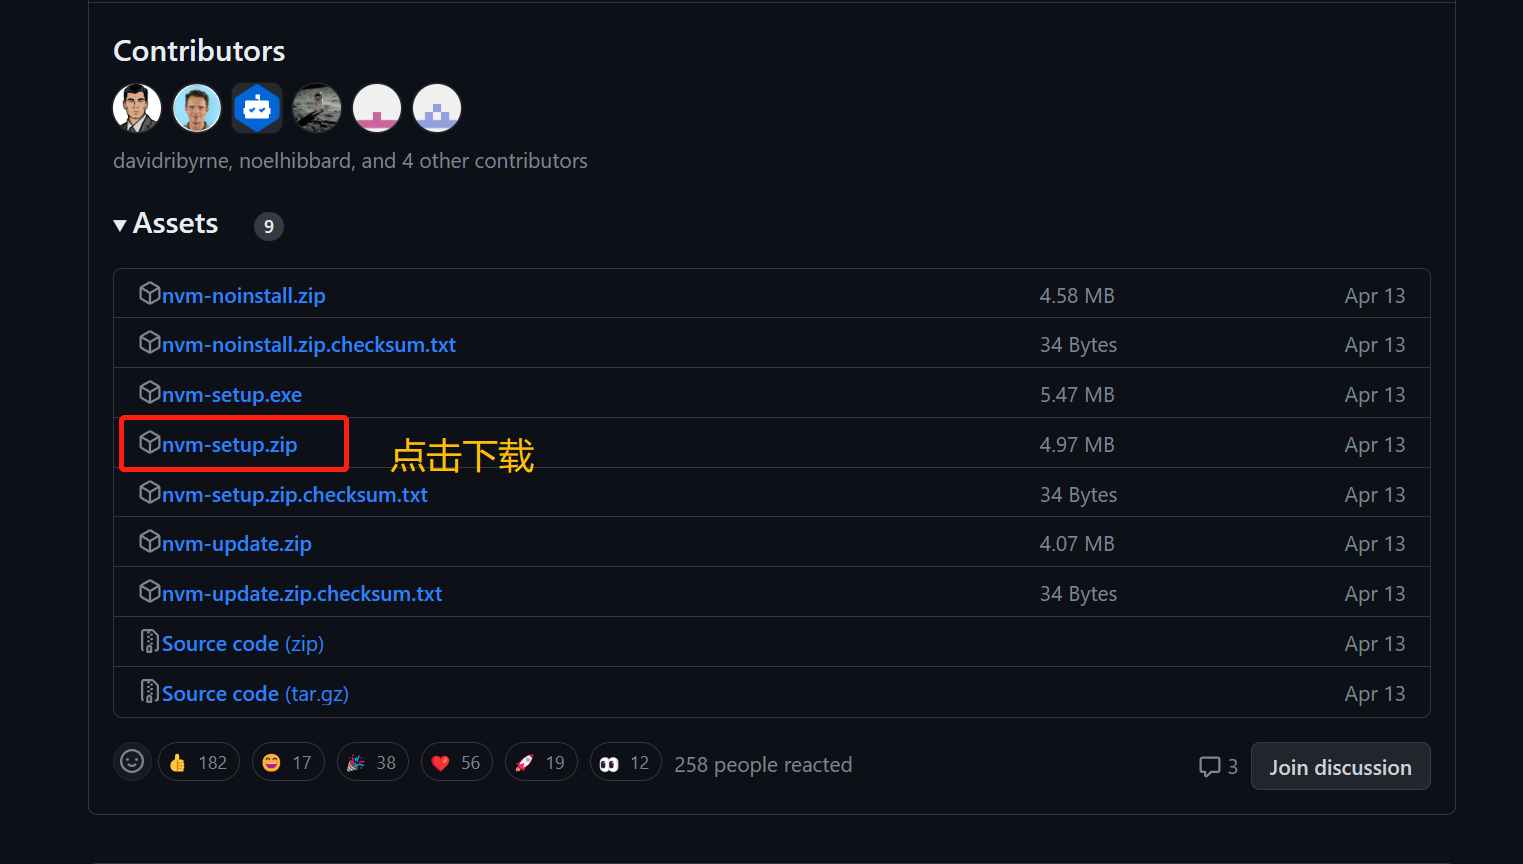 Contributors
davidribyrne, noelhibbard, and 4 other contributors
Assets 9
nvm-noinstall.zip 4.58 MB Apr 13
nvm-noinstall.zip.checksum.txt 34 Bytes Apr 13
nvm-setup.exe 5.47 MB Apr 13
nvm-setup.zip 点击下载 4.97 MB Apr 13
nvm-setup.zip.checksum.txt 34 Bytes Apr 13
nvm-update.zip 4.07 MB Apr 13
nvm-update.zip.checksum.txt 34 Bytes Apr 13
Source code (zip) Apr 13
Source code (tar.gz) Apr 13
182 17 38 56 19 12 258 people reacted 3 Join discussion